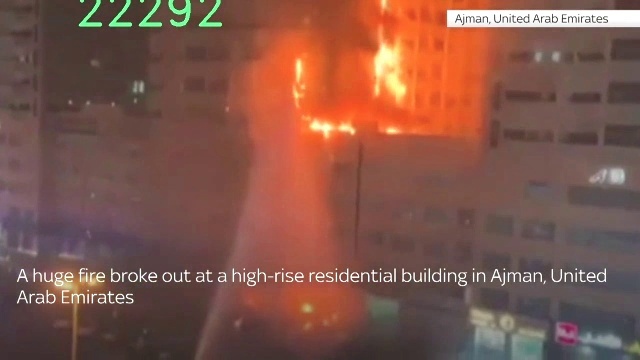 22292
Ajman, United Arab Emirates
A huge fire broke out at a high-rise residential building in Ajman, United
Arab Emirates